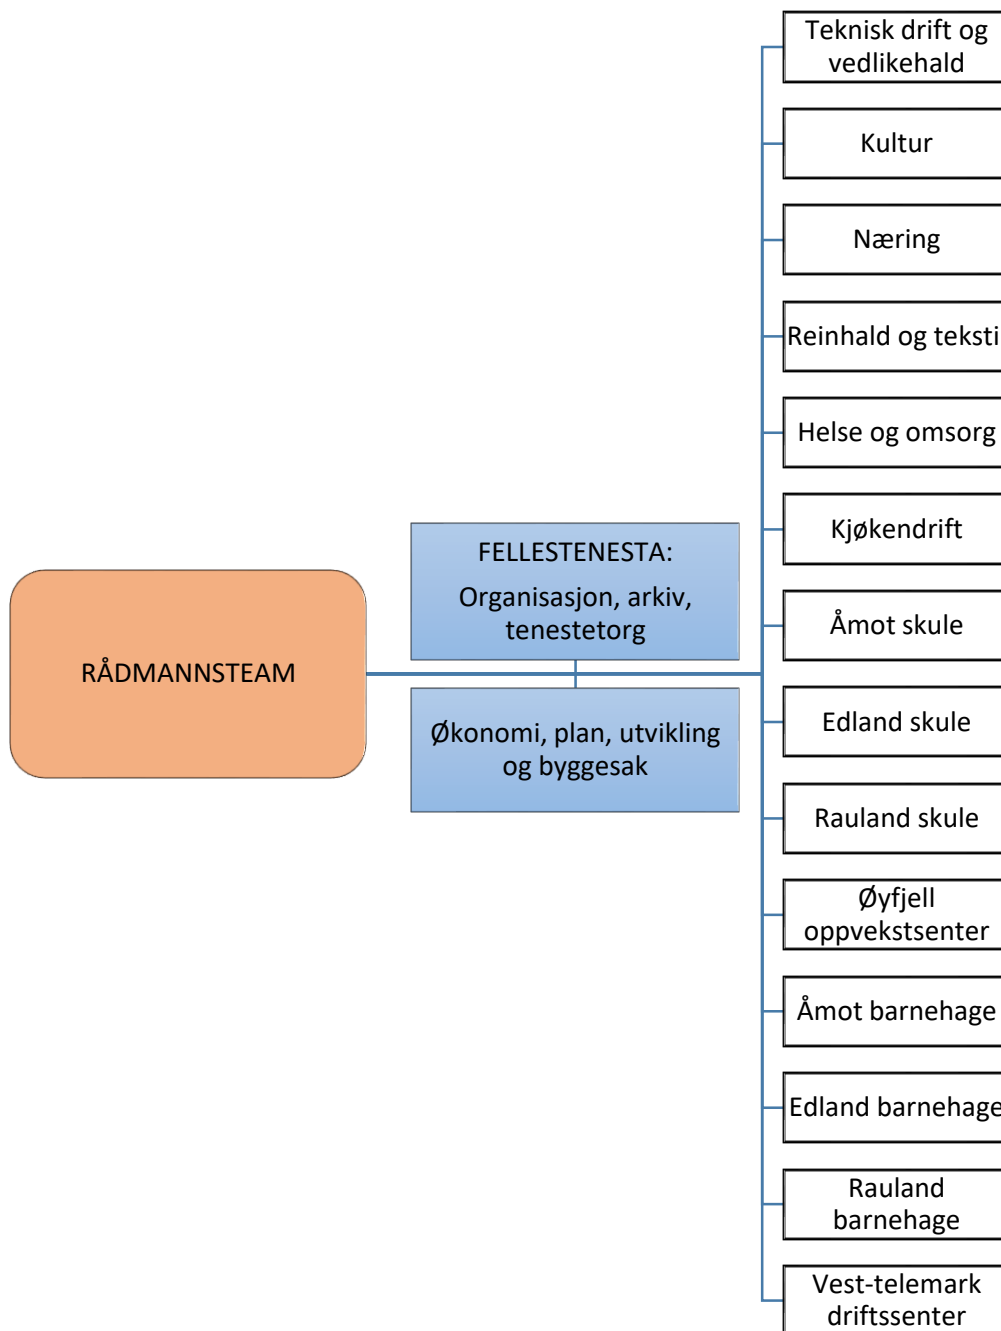 RÅDMANNSTEAM
FELLESTENESTA:
Organisasjon, arkiv,
tenestetorg
Økonomi, plan, utvikling
og byggesak
Teknisk drift og
vedlikehald
Kultur
Næring
Reinhald og teksti
Helse og omsorg
Kjøkendrift
Åmot skule
Edland skule
Rauland skule
Øyfjell
oppvekstsenter
Åmot barnehage
Edland barnehage
Rauland
barnehage
Vest-telemark
driftssenter